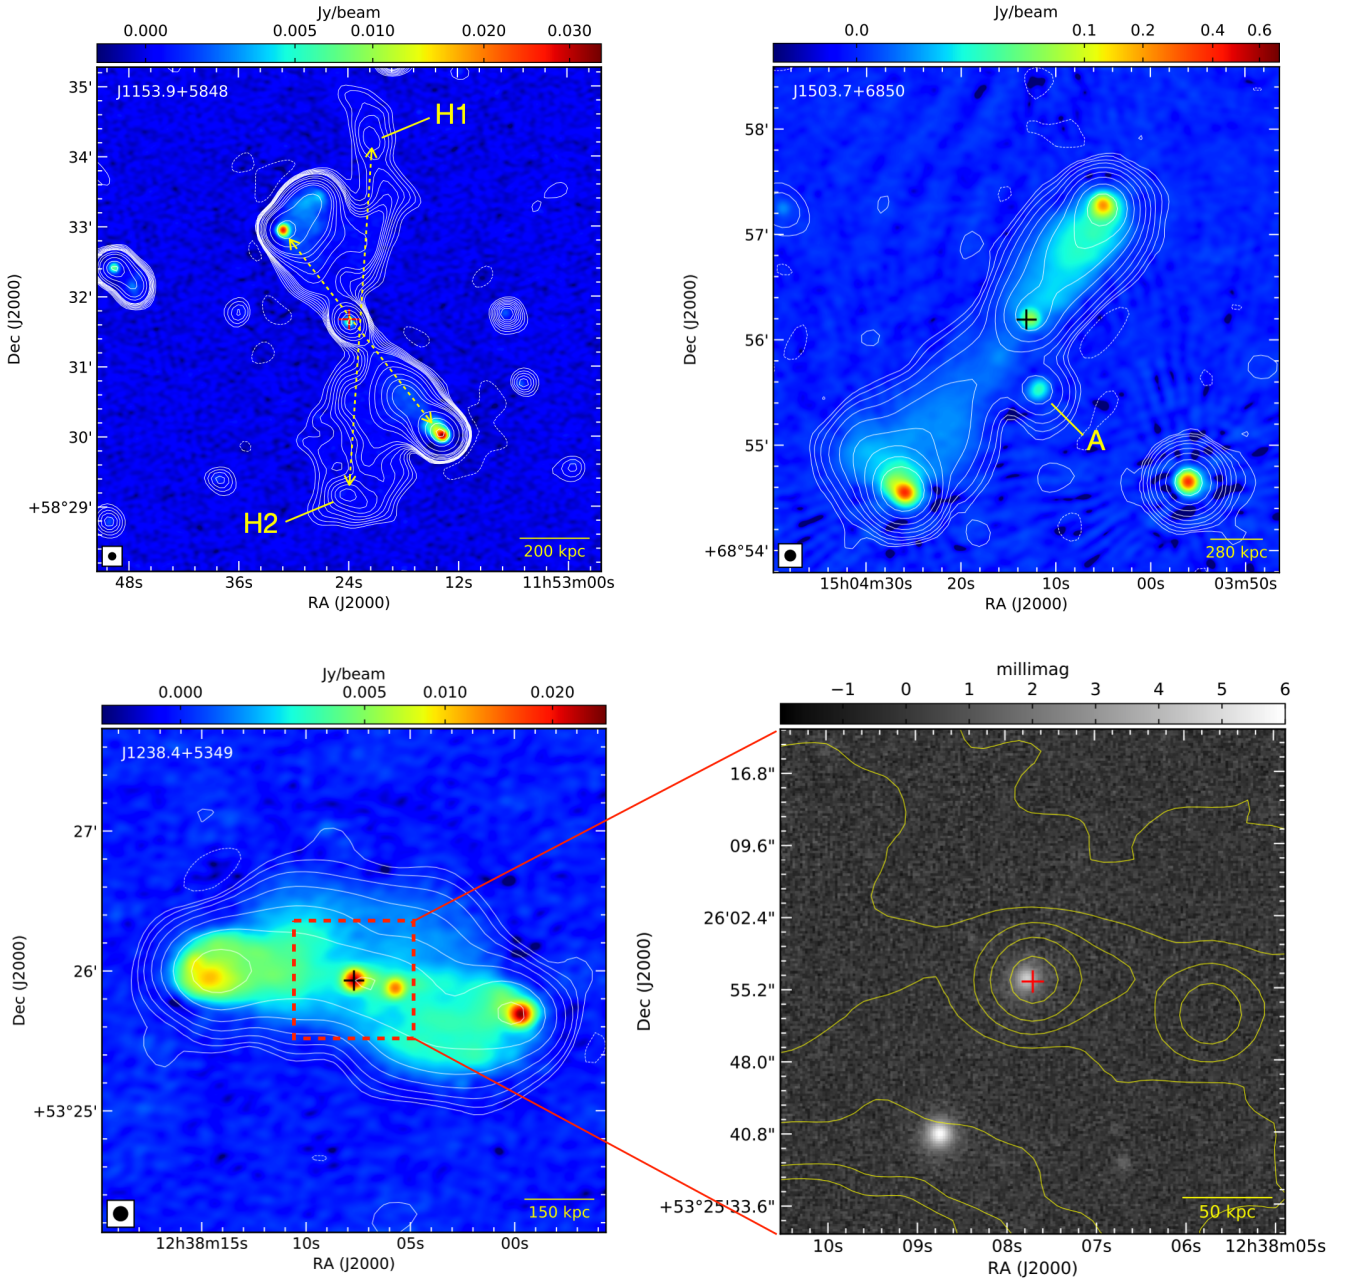 Jy/beam
0.000 0.005 0.010 0.020 0.030
J1153.9+5848
H1
H2
200 kpc
35'
34'
33'
32'
31'
30'
+58°29'
Dec (J2000)
48s 36s 24s 12s 11h53m00s
RA (J2000)
Jy/beam
0.0 0.1 0.2 0.4 0.6
J1503.7+6850
A
280 kpc
58'
57'
56'
55'
+68°54'
Dec (J2000)
15h04m30s 20s 10s 00s 03m50s
RA (J2000)
Jy/beam
0.000 0.005 0.010 0.020
J1238.4+5349
150 kpc
27'
26'
+53°25'
Dec (J2000)
12h38m15s 10s 05s 00s
RA (J2000)
millimag
−1 0 1 2 3 4 5 6
16.8"
09.6"
26'02.4"
55.2"
48.0"
40.8"
+53°25'33.6"
50 kpc
Dec (J2000)
10s 09s 08s 07s 06s 12h38m05s
RA (J2000)